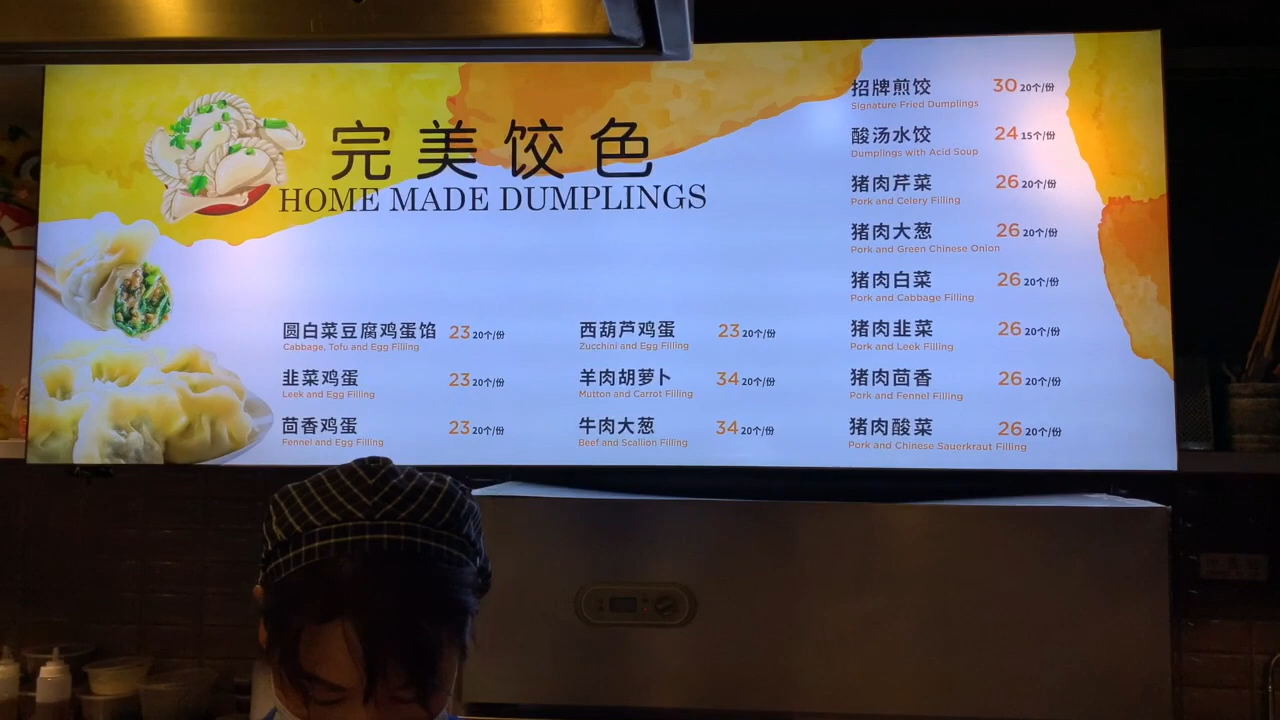 完美饺色
HOME MADE DUMPLINGS
圆白菜豆腐鸡蛋馅 23 20个/份
Cabbage, Tofu and Egg Filling
韭菜鸡蛋 23 20个/份
Leek and Egg Filling
茴香鸡蛋 23 20个/份
Fennel and Egg Filling
西葫芦鸡蛋 23 20个/份
Zucchini and Egg Filling
羊肉胡萝卜 34 20个/份
Mutton and Carrot Filling
牛肉大葱 34 20个/份
Beef and Scallion Filling
招牌煎饺 30 20个/份
Signature Fried Dumplings
酸汤水饺 24 15个/份
Dumplings with Acid Soup
猪肉芹菜 26 20个/份
Pork and Celery Filling
猪肉大葱 26 20个/份
Pork and Green Chinese Onion
猪肉白菜 26 20个/份
Pork and Cabbage Filling
猪肉韭菜 26 20个/份
Pork and Leek Filling
猪肉茴香 26 20个/份
Pork and Fennel Filling
猪肉酸菜 26 20个/份
Pork and Chinese Sauerkraut Filling